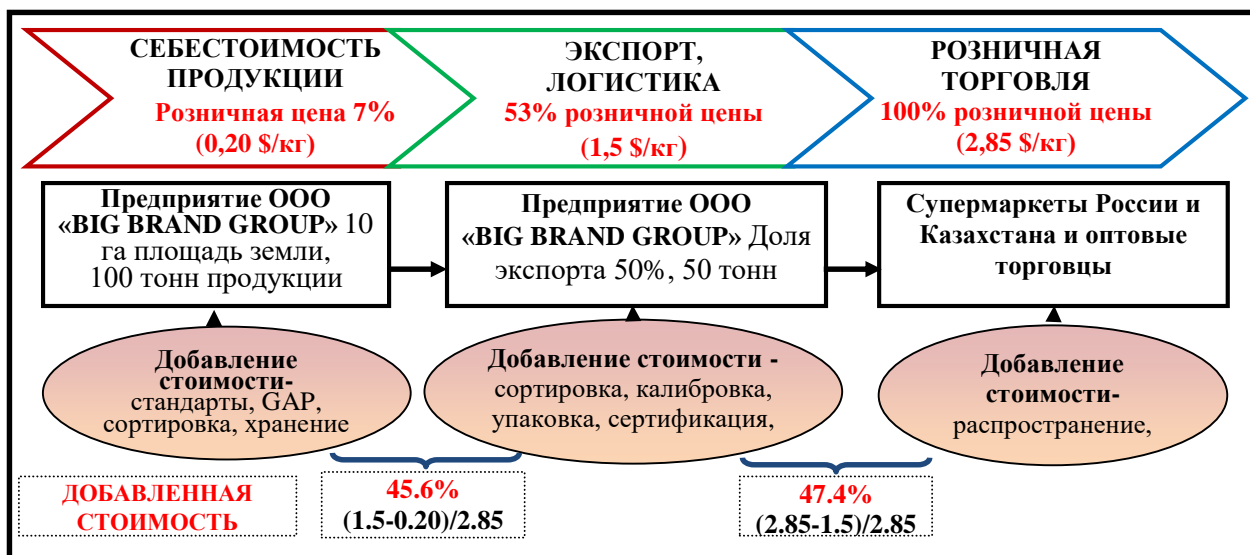 СЕБЕСТОИМОСТЬ
ПРОДУКЦИИ
Розничная цена 7%
(0,20 $/кг)
ЭКСПОРТ,
ЛОГИСТИКА
53% розничной цены
(1,5 $/кг)
РОЗНИЧНАЯ
ТОРГОВЛЯ
100% розничной цены
(2,85 $/кг)
Предприятие ООО
«BIG BRAND GROUP» 10
га площадь земли,
100 тонн продукции
Предприятие ООО
«BIG BRAND GROUP» Доля
экспорта 50%, 50 тонн
Супермаркеты России и
Казахстана и оптовые
торговцы
Добавление
стоимости-
стандарты, GAP,
сортировка, хранение
Добавление стоимости -
сортировка, калибровка,
упаковка, сертификация,
Добавление
стоимости-
распространение,
ДОБАВЛЕННАЯ
СТОИМОСТЬ
45.6%
(1.5-0.20)/2.85
47.4%
(2.85-1.5)/2.85